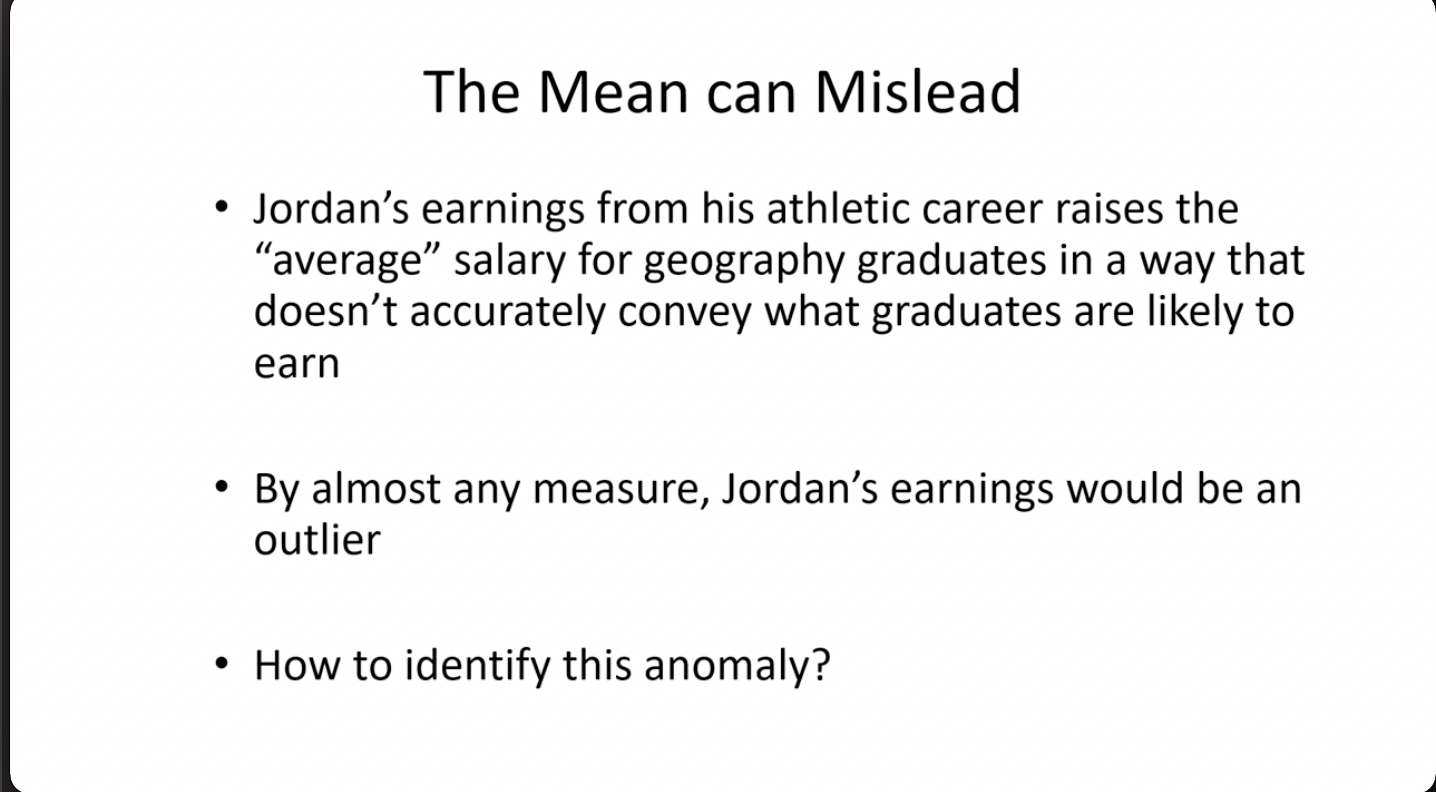 The Mean can Mislead
• Jordan’s earnings from his athletic career raises the
“average” salary for geography graduates in a way that
doesn’t accurately convey what graduates are likely to
earn
• By almost any measure, Jordan’s earnings would be an
outlier
• How to identify this anomaly?